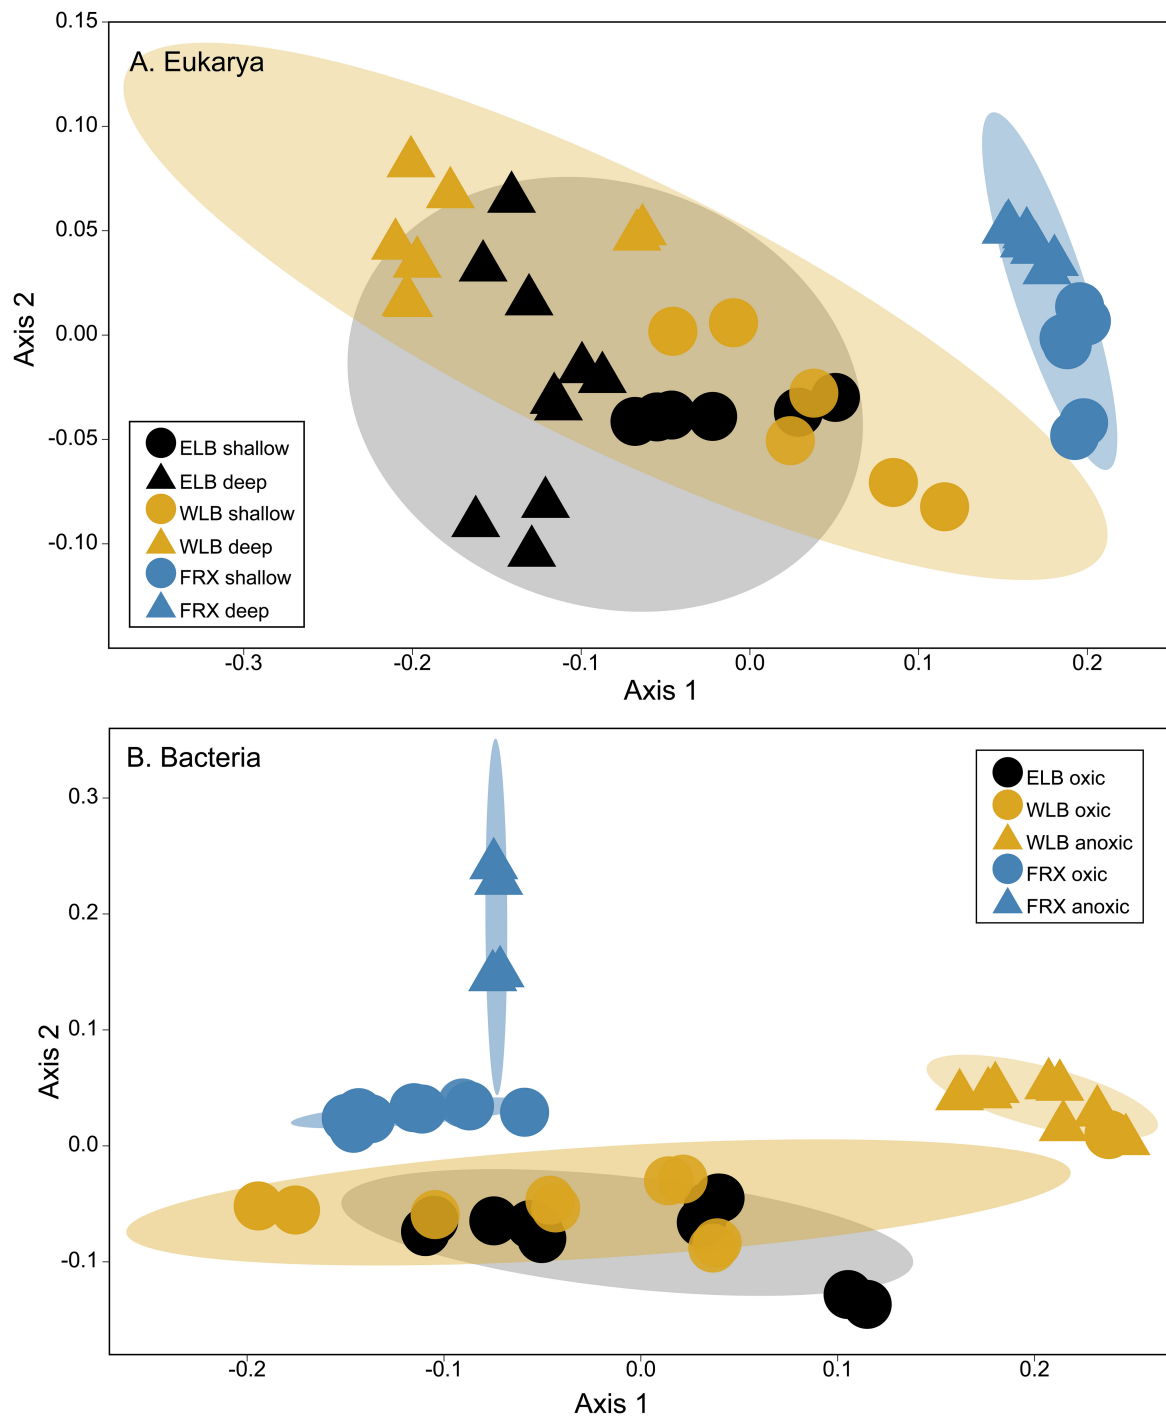 0.15
A. Eukarya
0.10
0.05
0.00
-0.05
-0.10
Axis 2
ELB shallow
ELB deep
WLB shallow
WLB deep
FRX shallow
FRX deep
-0.3
-0.2
-0.1
0.0
0.1
0.2
Axis 1
B. Bacteria
0.3
0.2
0.1
0.0
-0.1
Axis 2
ELB oxic
WLB oxic
WLB anoxic
FRX oxic
FRX anoxic
-0.2
-0.1
0.0
0.1
0.2
Axis 1